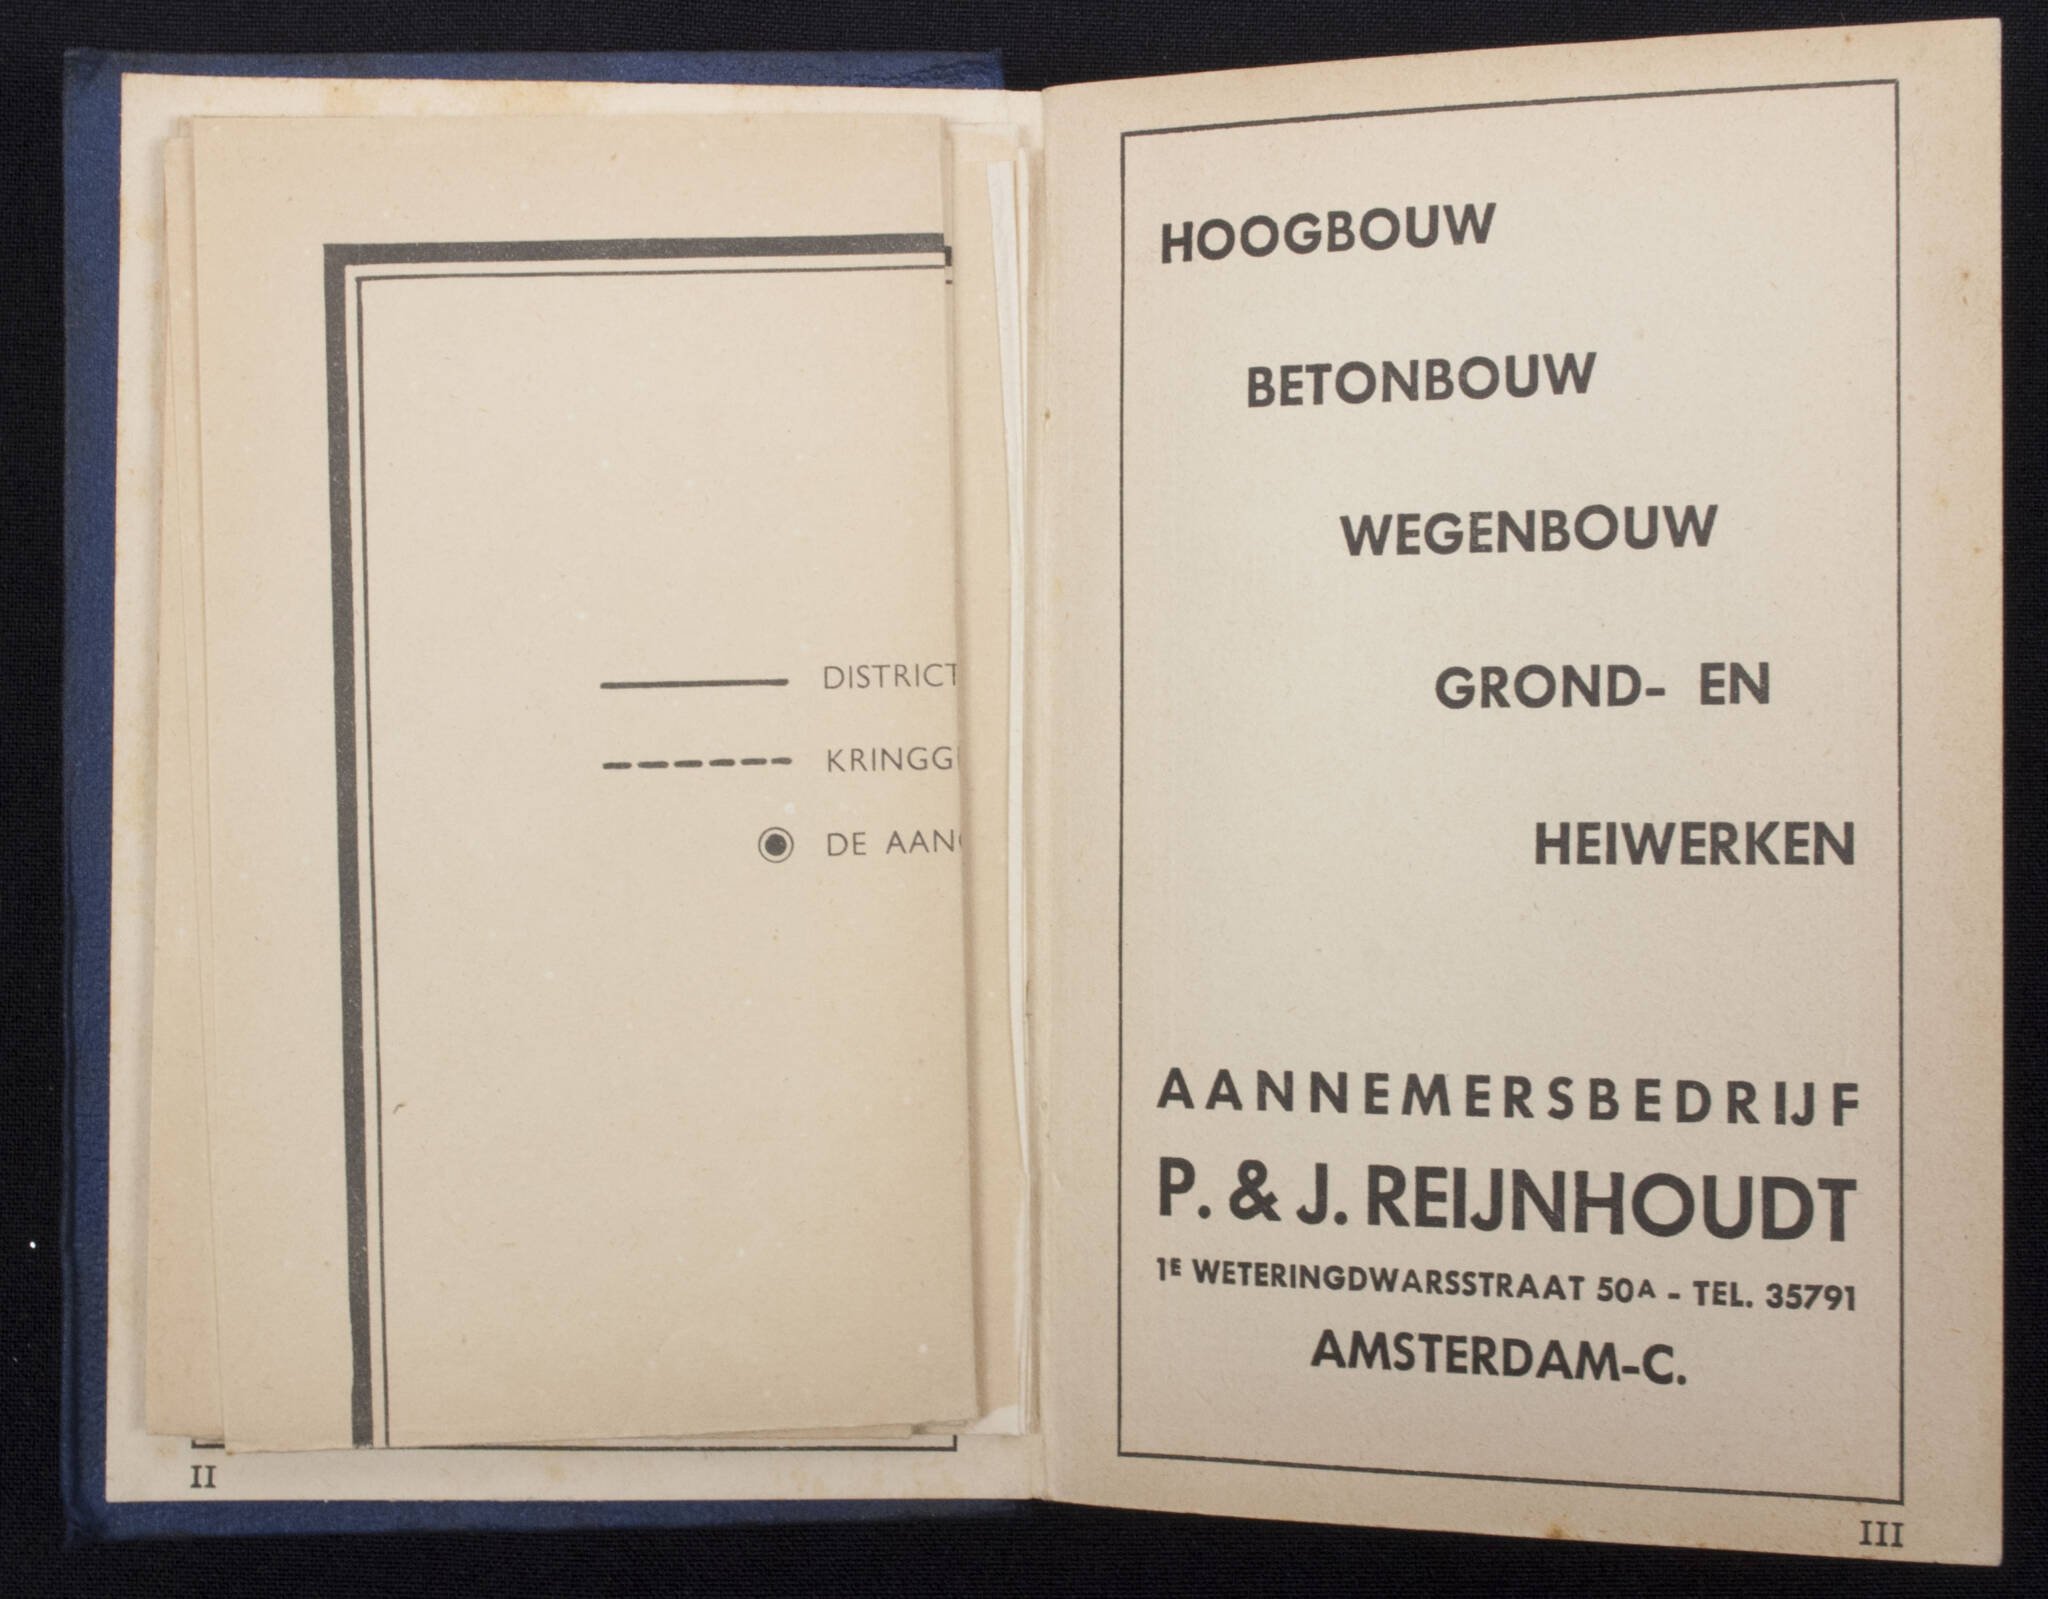 DISTRICT
KRINGG
DE AAN
II
HOOGBOUW
BETONBOUW
WEGENBOUW
GROND- EN
HEIWERKEN
AANNEMERSBEDRIJF
P. & J. REIJNHOUDT
1E WETERINGDWARSSTRAAT 50A - TEL. 35791
AMSTERDAM-C.
III